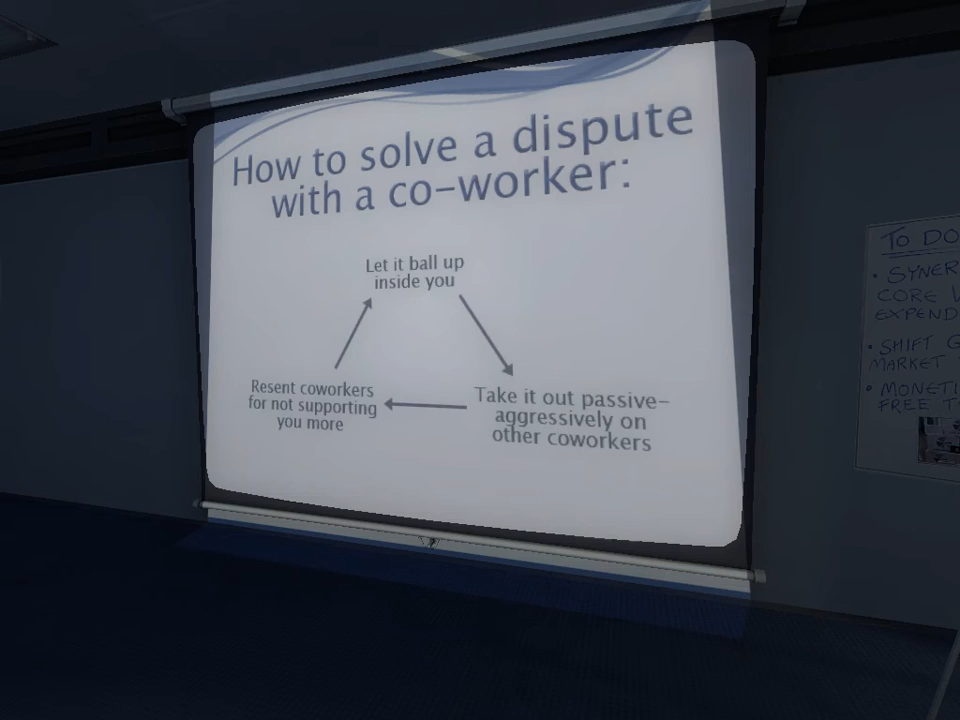 How to solve a dispute
with a co-worker:
Let it ball up
inside you
Resent coworkers
for not supporting
you more
Take it out passive-
aggressively on
other coworkers
TO DO
• SYNER
CORE
EXPEND
• SHIFT G
MARKET
• MONETI
FREE T